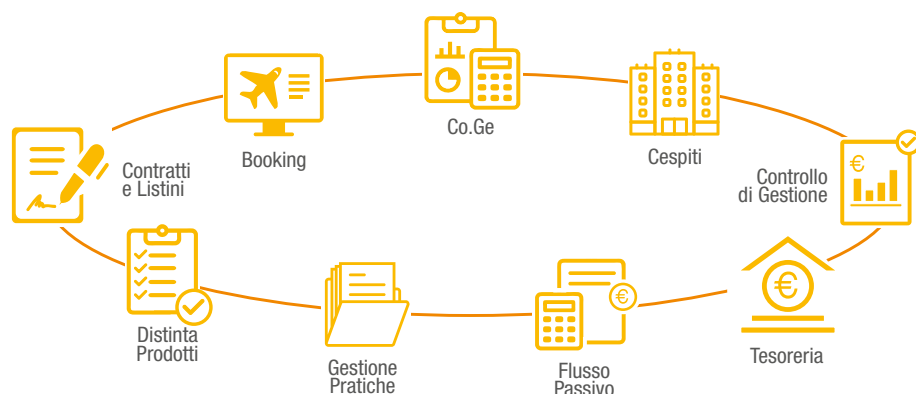 Co.Ge
Booking
Cespiti
Contratti
e Listini
Controllo
di Gestione
€
€
€
Distinta
Prodotti
Gestione
Pratiche
Flusso
Passivo
Tesoreria